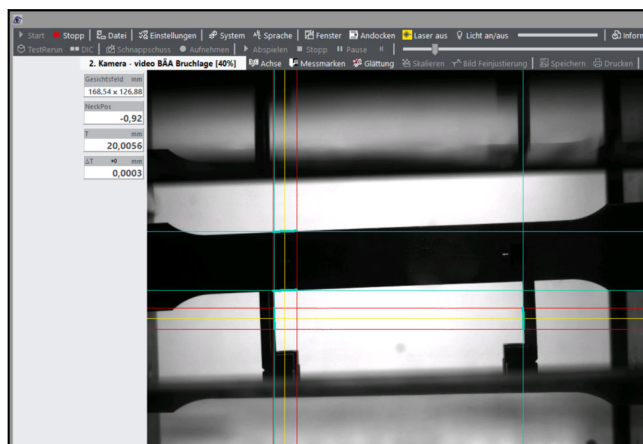 Start Stopp Datei Einstellungen System Sprache Fenster Andocken Laser aus Licht an/aus Inform
TestRerun DIC Schnappschuss Aufnehmen Abspielen Stopp Pause
2. Kamera - video BÄA Bruchlage [40%] Achse Messmarken Glättung Skalieren Bild Feinjustierung Speichern Drucken
Gesichtsfeld mm
168,54 x 126,88
NeckPos
-0,92
T mm
20,0056
ΔT →0 mm
0,0003